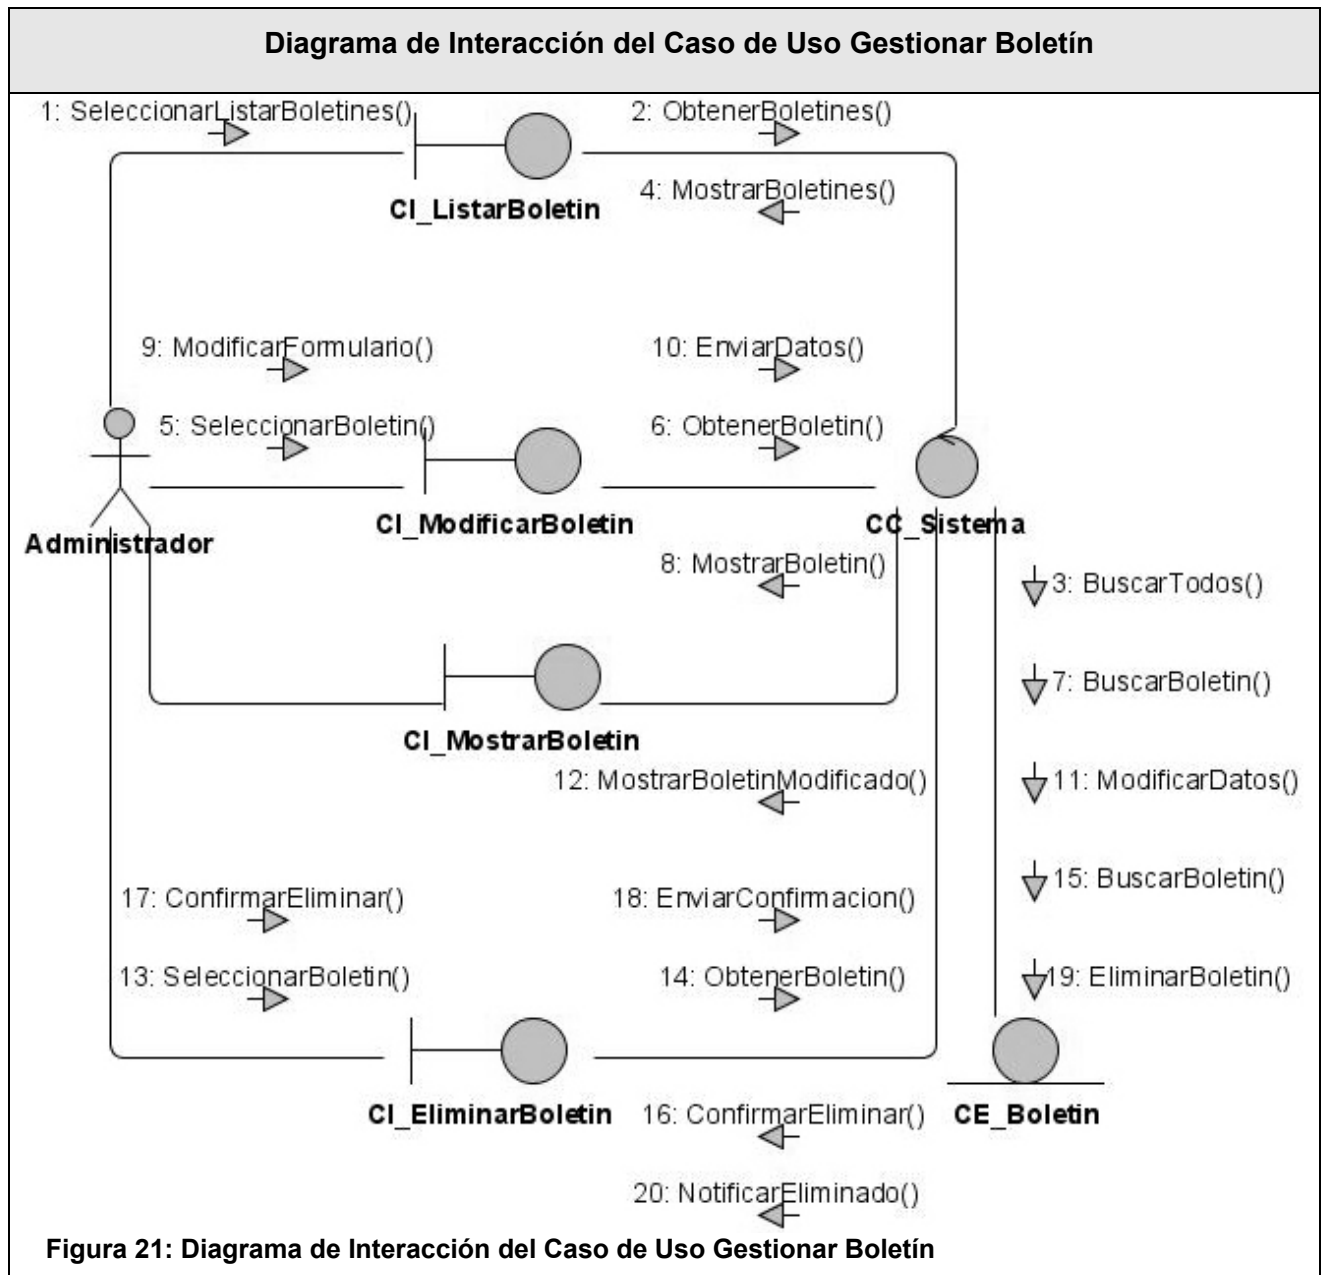 Diagrama de Interacción del Caso de Uso Gestionar Boletín
1: SeleccionarListarBoletines()
2: ObtenerBoletines()
4: MostrarBoletines()
CI_ListarBoletin
9: ModificarFormulario()
10: EnviarDatos()
5: SeleccionarBoletin()
6: ObtenerBoletin()
CI_ModificarBoletin
CC_Sistema
Administrador
8: MostrarBoletin()
3: BuscarTodos()
7: BuscarBoletin()
CI_MostrarBoletin
12: MostrarBoletinModificado()
11: ModificarDatos()
17: ConfirmarEliminar()
18: EnviarConfirmacion()
15: BuscarBoletin()
13: SeleccionarBoletin()
14: ObtenerBoletin()
19: EliminarBoletin()
CI_EliminarBoletin
16: ConfirmarEliminar()
CE_Boletin
20: NotificarEliminado()
Figura 21: Diagrama de Interacción del Caso de Uso Gestionar Boletín